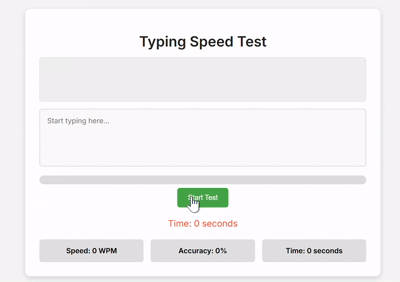 Typing Speed Test
Start typing here...
Start Test
Time: 0 seconds
Speed: 0 WPM
Accuracy: 0%
Time: 0 seconds